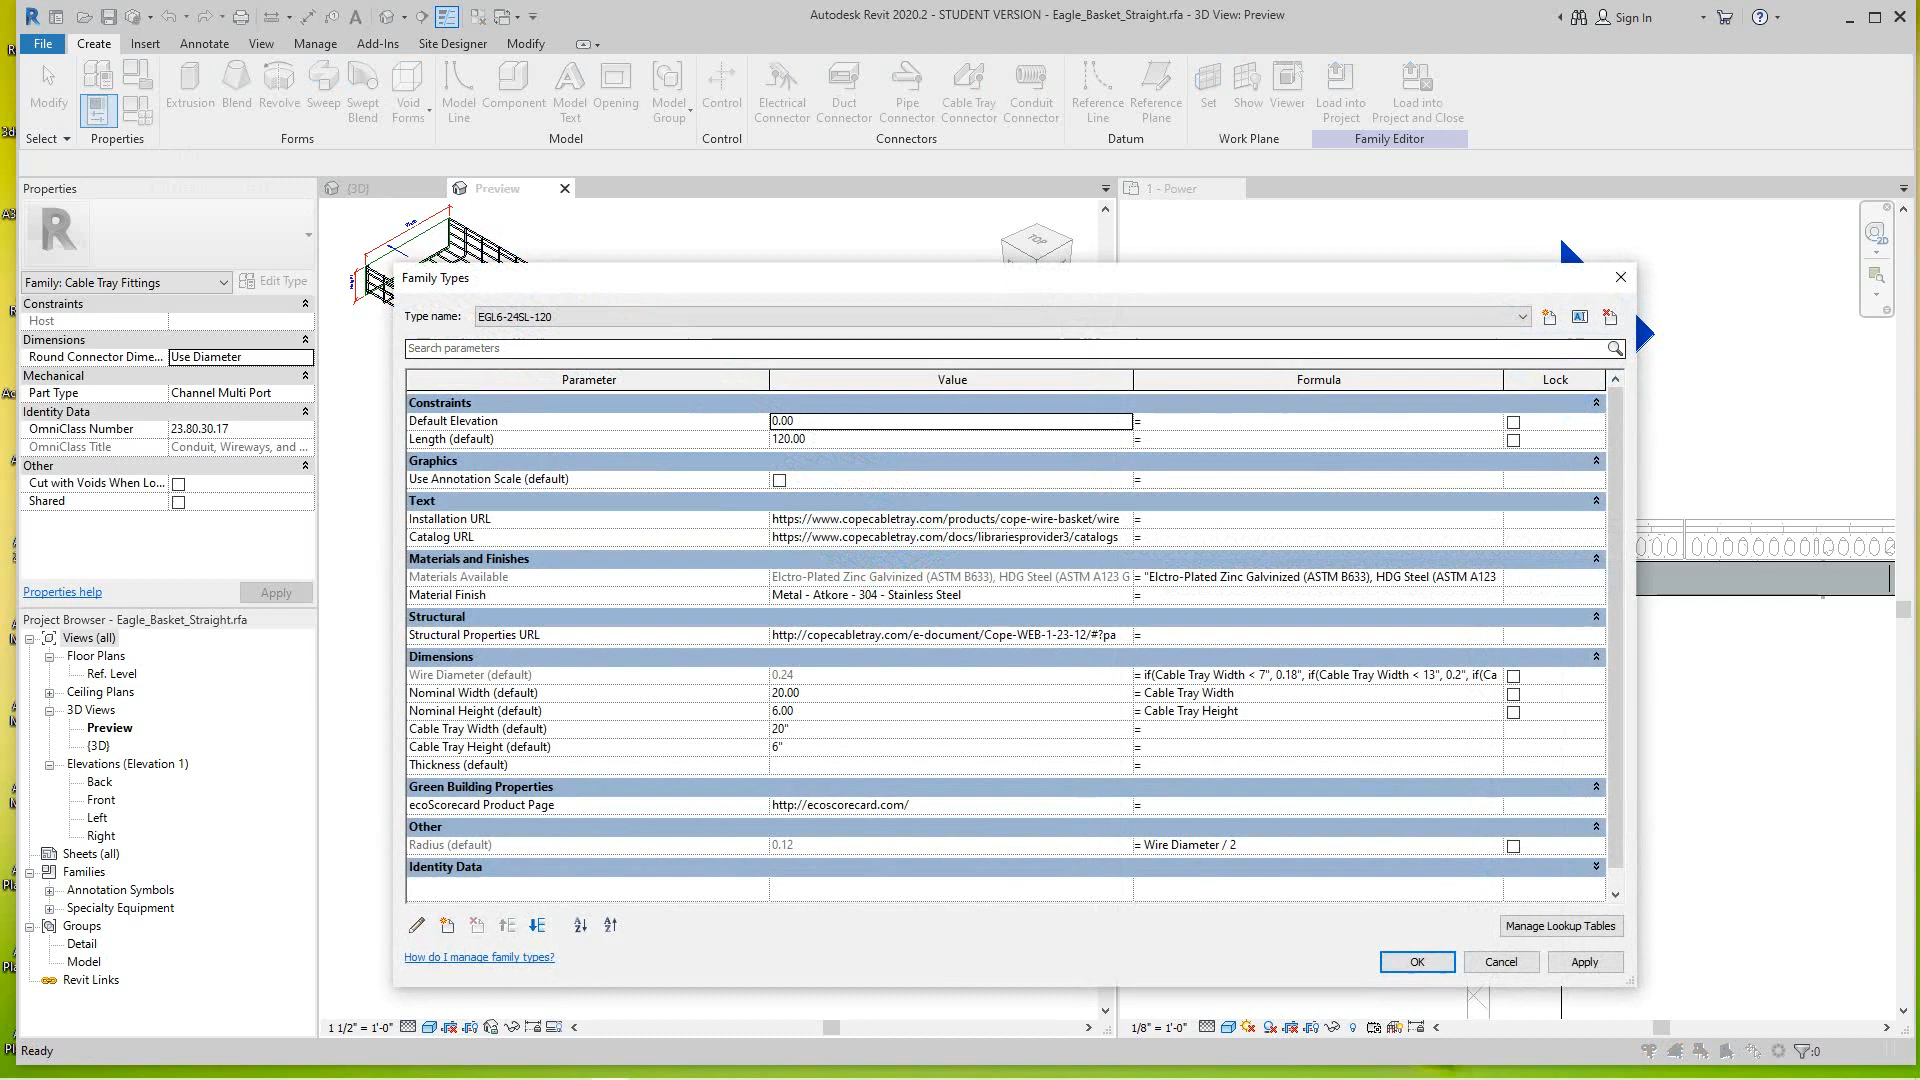 Autodesk Revit 2020.2 - STUDENT VERSION - Eagle_Basket_Straight.rfa - 3D View: Preview
Sign In
File Create Insert Annotate View Manage Add-Ins Site Designer Modify
Modify
Extrusion Blend Revolve Sweep Swept Blend Void Forms
Model Line Component Model Text Opening Model Group
Control
Electrical Connector Duct Connector Pipe Connector Cable Tray Connector Conduit Connector
Reference Line Reference Plane
Set Show Viewer
Load into Project Load into Project and Close
Select Properties Forms Model Control Connectors Datum Work Plane Family Editor
Properties
{3D} Preview
1 - Power
R
Family: Cable Tray Fittings Edit Type
Constraints
Host
Dimensions
Round Connector Dime... Use Diameter
Mechanical
Part Type Channel Multi Port
Identity Data
OmniClass Number 23.80.30.17
OmniClass Title Conduit, Wireways, and ...
Other
Cut with Voids When Lo...
Shared
Properties help Apply
Project Browser - Eagle_Basket_Straight.rfa
Views (all)
Floor Plans
Ref. Level
Ceiling Plans
3D Views
Preview
{3D}
Elevations (Elevation 1)
Back
Front
Left
Right
Sheets (all)
Families
Annotation Symbols
Specialty Equipment
Groups
Detail
Model
Revit Links
TOP
2D
Family Types
Type name: EGL6-24SL-120
Search parameters
Parameter Value Formula Lock
Constraints
Default Elevation 0.00 =
Length (default) 120.00 =
Graphics
Use Annotation Scale (default) =
Text
Installation URL https://www.copecabletray.com/products/cope-wire-basket/wire =
Catalog URL https://www.copecabletray.com/docs/librariesprovider3/catalogs =
Materials and Finishes
Materials Available Elctro-Plated Zinc Galvinized (ASTM B633), HDG Steel (ASTM A123 G = "Elctro-Plated Zinc Galvinized (ASTM B633), HDG Steel (ASTM A123
Material Finish Metal - Atkore - 304 - Stainless Steel =
Structural
Structural Properties URL http://copecabletray.com/e-document/Cope-WEB-1-23-12/#?pa =
Dimensions
Wire Diameter (default) 0.24 = if(Cable Tray Width < 7", 0.18", if(Cable Tray Width < 13", 0.2", if(Ca
Nominal Width (default) 20.00 = Cable Tray Width
Nominal Height (default) 6.00 = Cable Tray Height
Cable Tray Width (default) 20" =
Cable Tray Height (default) 6" =
Thickness (default) =
Green Building Properties
ecoScorecard Product Page http://ecoscorecard.com/ =
Other
Radius (default) 0.12 = Wire Diameter / 2
Identity Data
Manage Lookup Tables
How do I manage family types?
OK Cancel Apply
1 1/2" = 1'-0"
1/8" = 1'-0"
Ready
:0